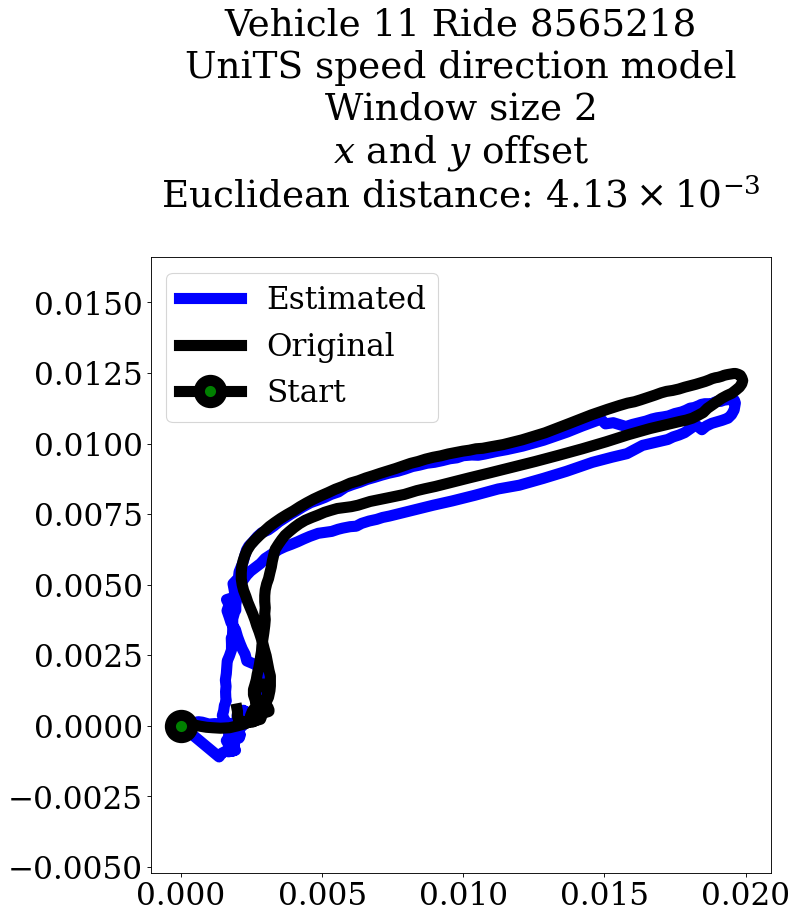 Vehicle 11 Ride 8565218
UniTS speed direction model
Window size 2
x and y offset
Euclidean distance: 4.13 × 10⁻³
Estimated
Original
Start
0.0150
0.0125
0.0100
0.0075
0.0050
0.0025
0.0000
−0.0025
−0.0050
0.000 0.005 0.010 0.015 0.020